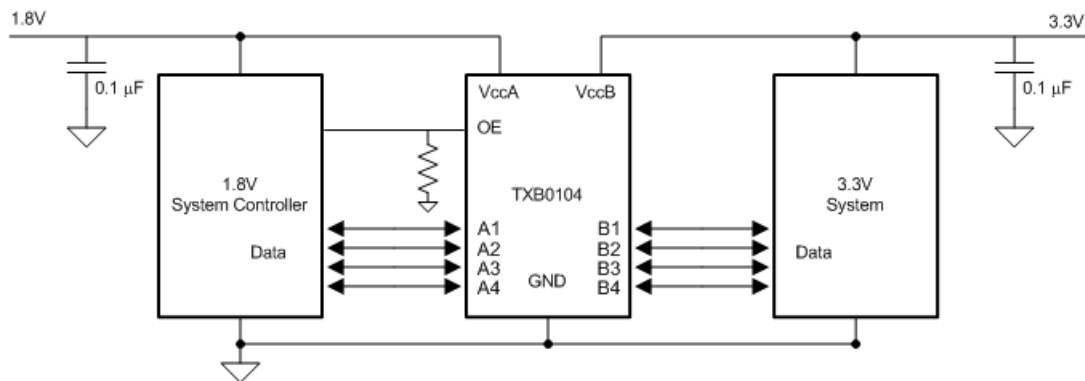 1.8V
3.3V
0.1 μF
VccA
VccB
0.1 μF
OE
1.8V
System Controller
TXB0104
3.3V
System
A1
B1
A2
B2
Data
Data
A3
B3
GND
A4
B4